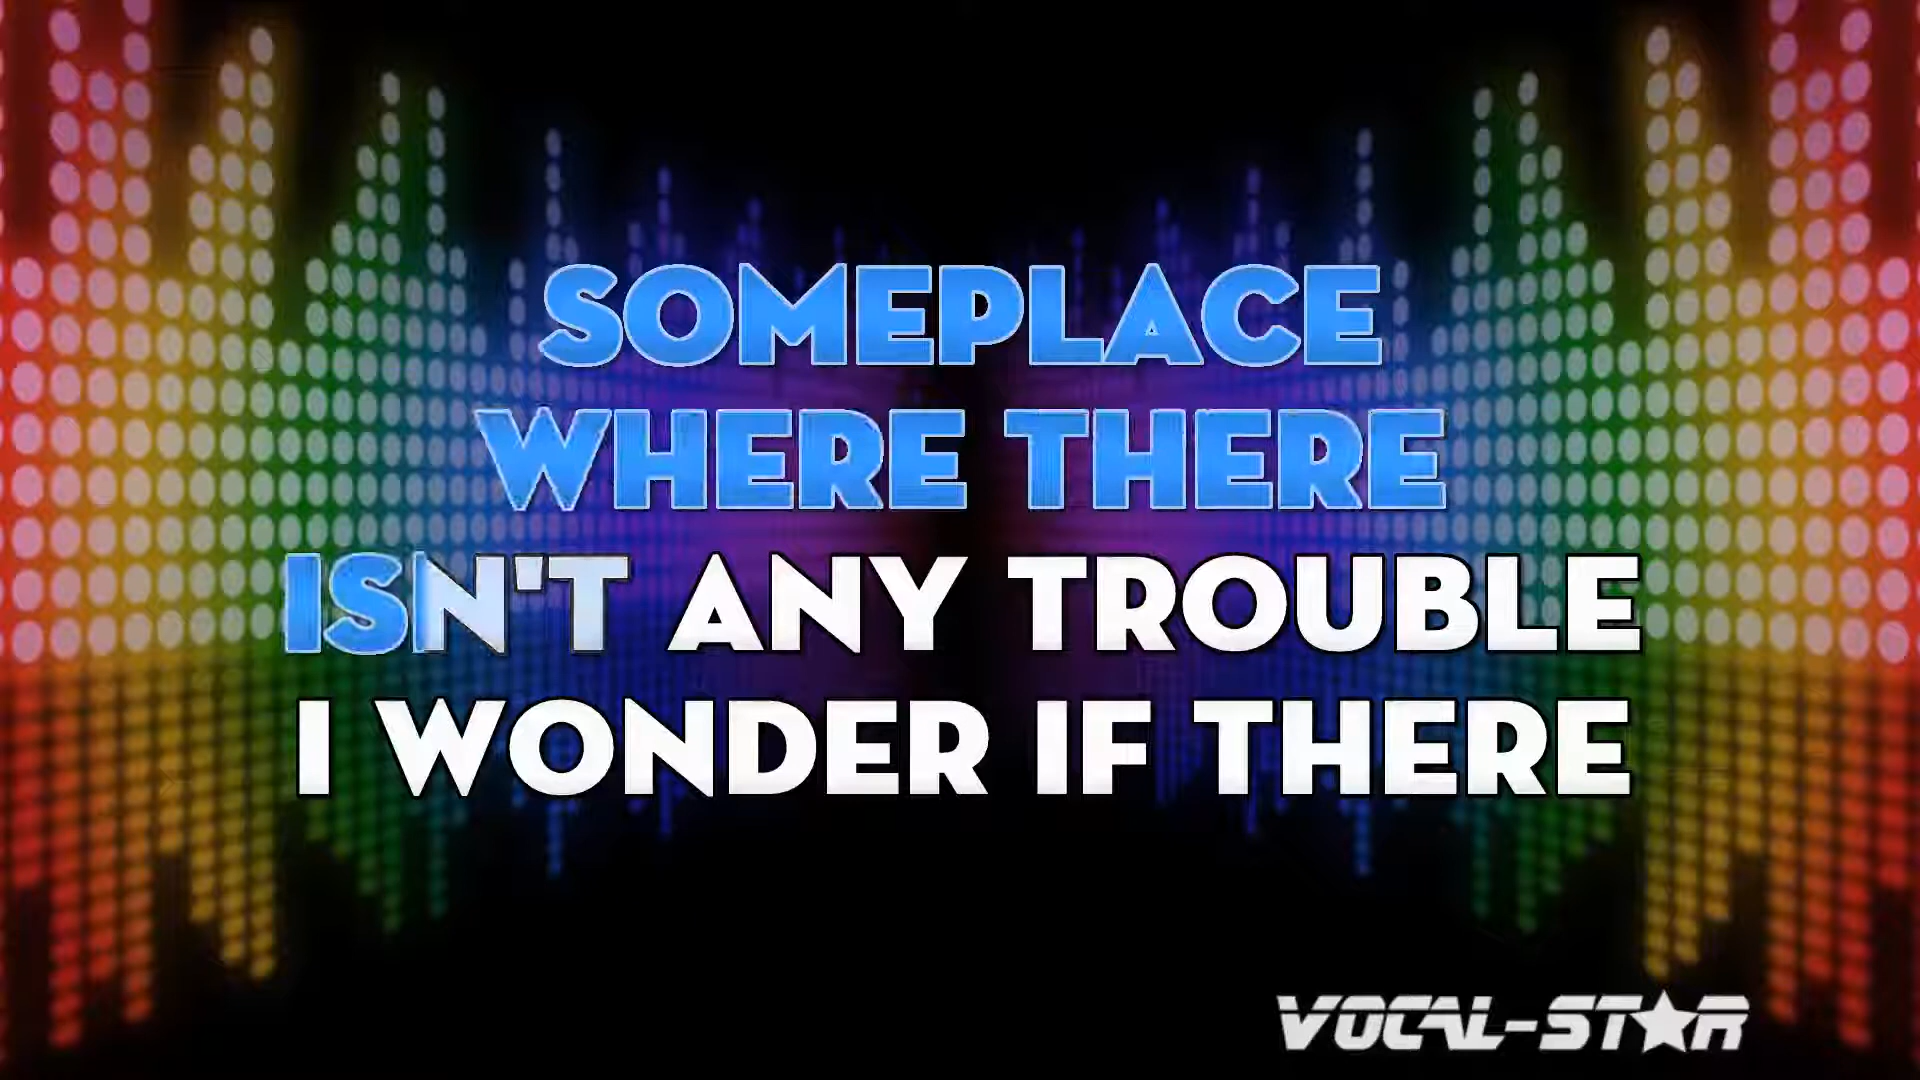 SOMEPLACE
WHERE THERE
ISN'T ANY TROUBLE
I WONDER IF THERE
VOCAL-STAR